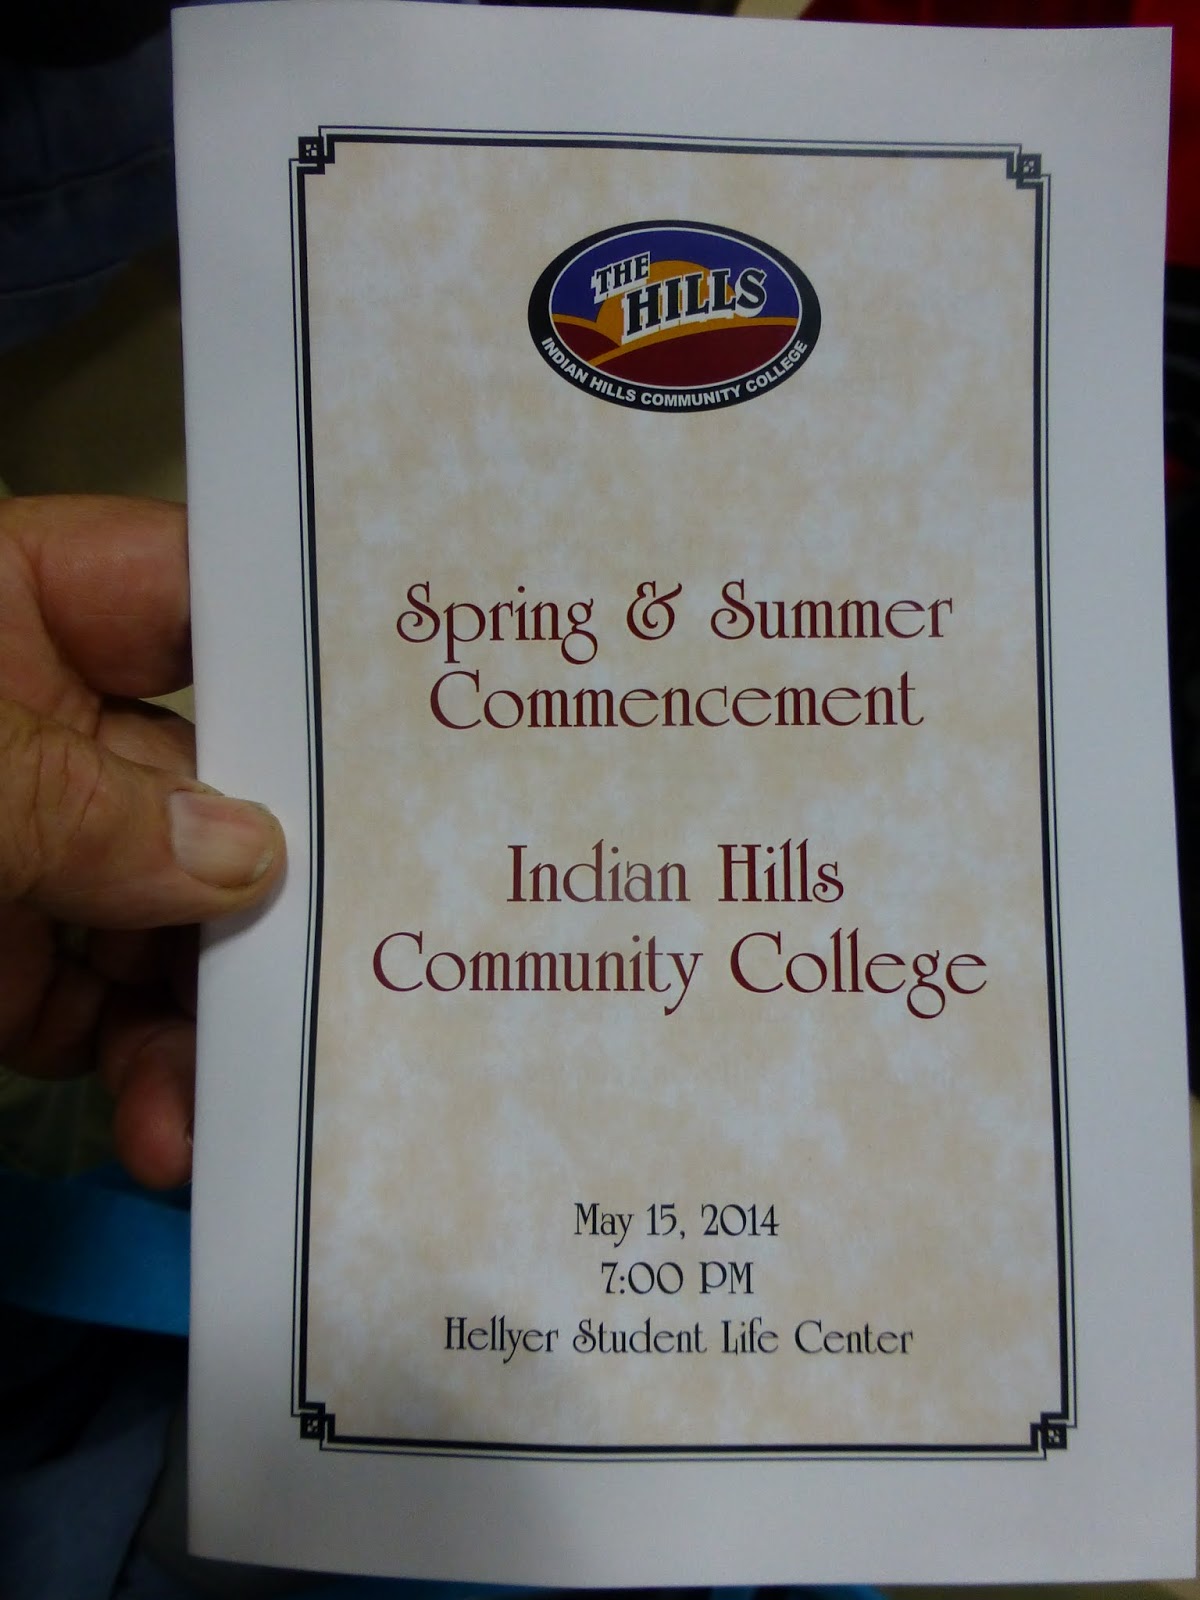 THE
HILLS
INDIAN HILLS COMMUNITY COLLEGE
Spring & Summer
Commencement
Indian Hills
Community College
May 15, 2014
7:00 PM
Hellyer Student Life Center